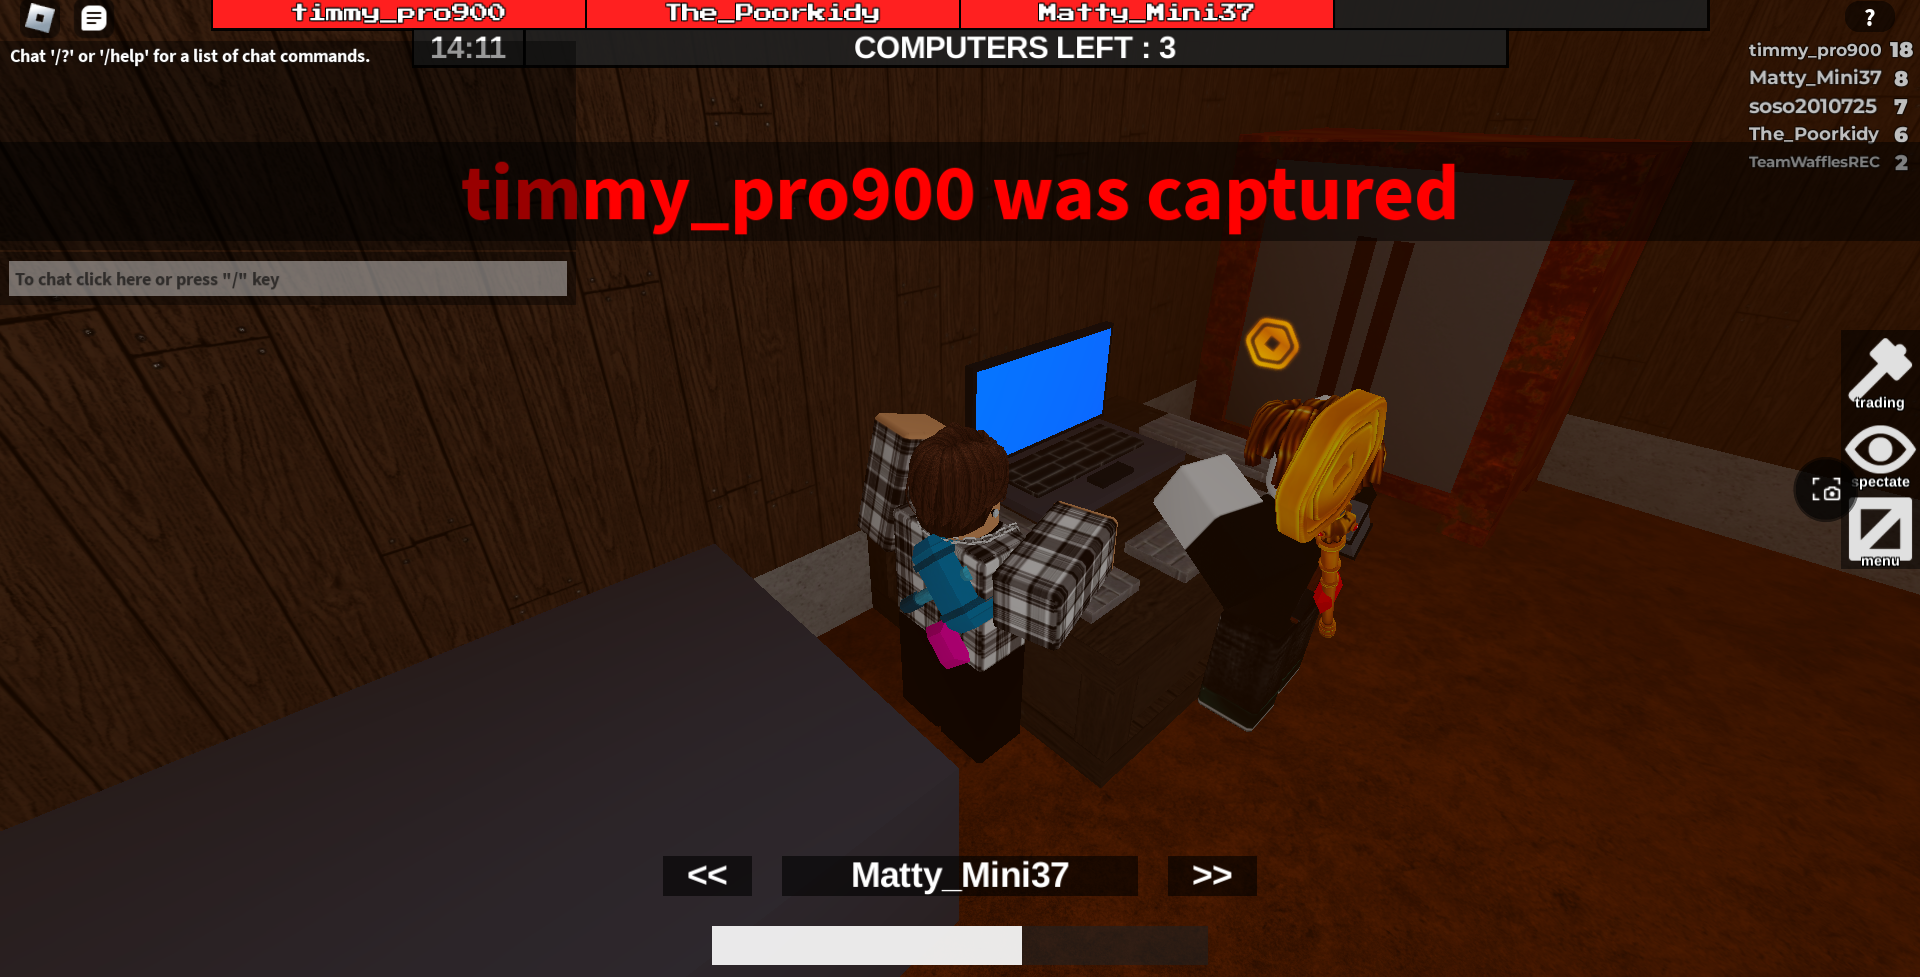 timmy_pro900
The_Poorkidy
Matty_Mini37
?
14:11
COMPUTERS LEFT : 3
Chat '/?' or '/help' for a list of chat commands.
timmy_pro900 18
Matty_Mini37 8
soso2010725 7
The_Poorkidy 6
TeamWafflesREC 2
timmy_pro900 was captured
To chat click here or press "/" key
trading
spectate
menu
<< Matty_Mini37 >>